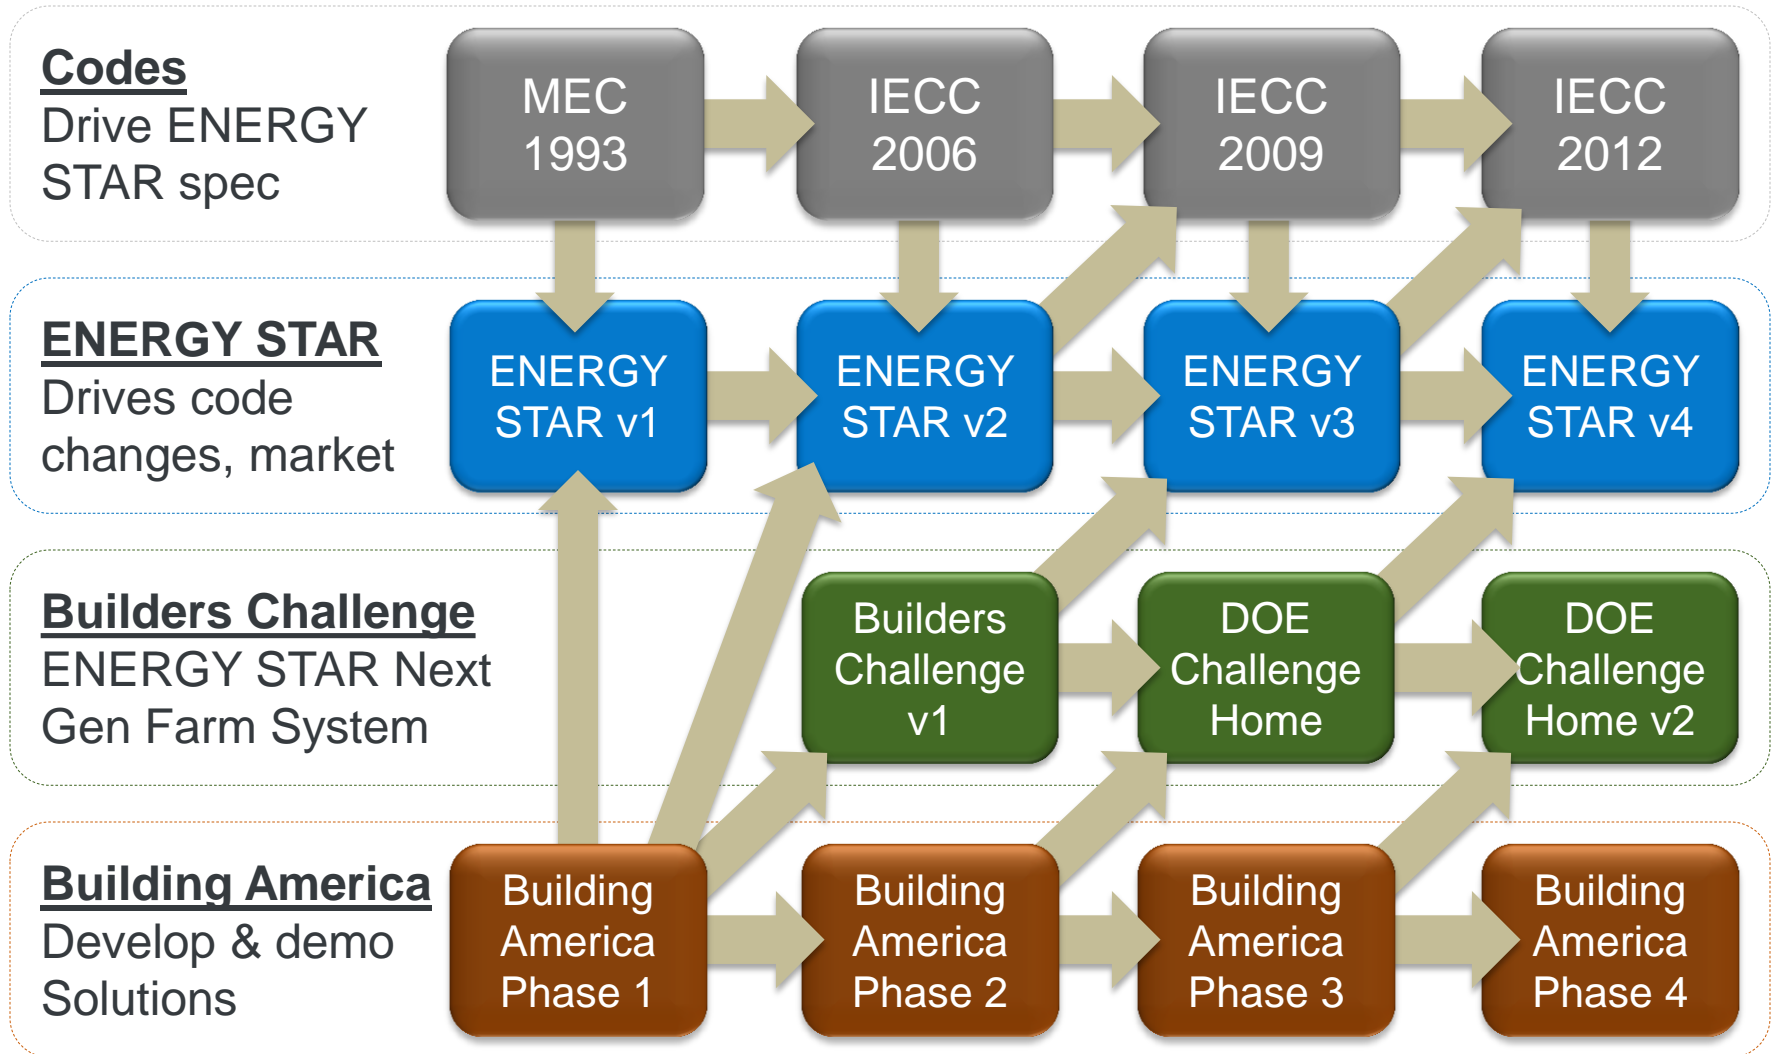 Codes
Drive ENERGY
STAR spec
MEC
1993
IECC
2006
IECC
2009
IECC
2012
ENERGY STAR
Drives code
changes, market
ENERGY
STAR v1
ENERGY
STAR v2
ENERGY
STAR v3
ENERGY
STAR v4
Builders Challenge
ENERGY STAR Next
Gen Farm System
Builders
Challenge
v1
DOE
Challenge
Home
DOE
Challenge
Home v2
Building America
Develop & demo
Solutions
Building
America
Phase 1
Building
America
Phase 2
Building
America
Phase 3
Building
America
Phase 4